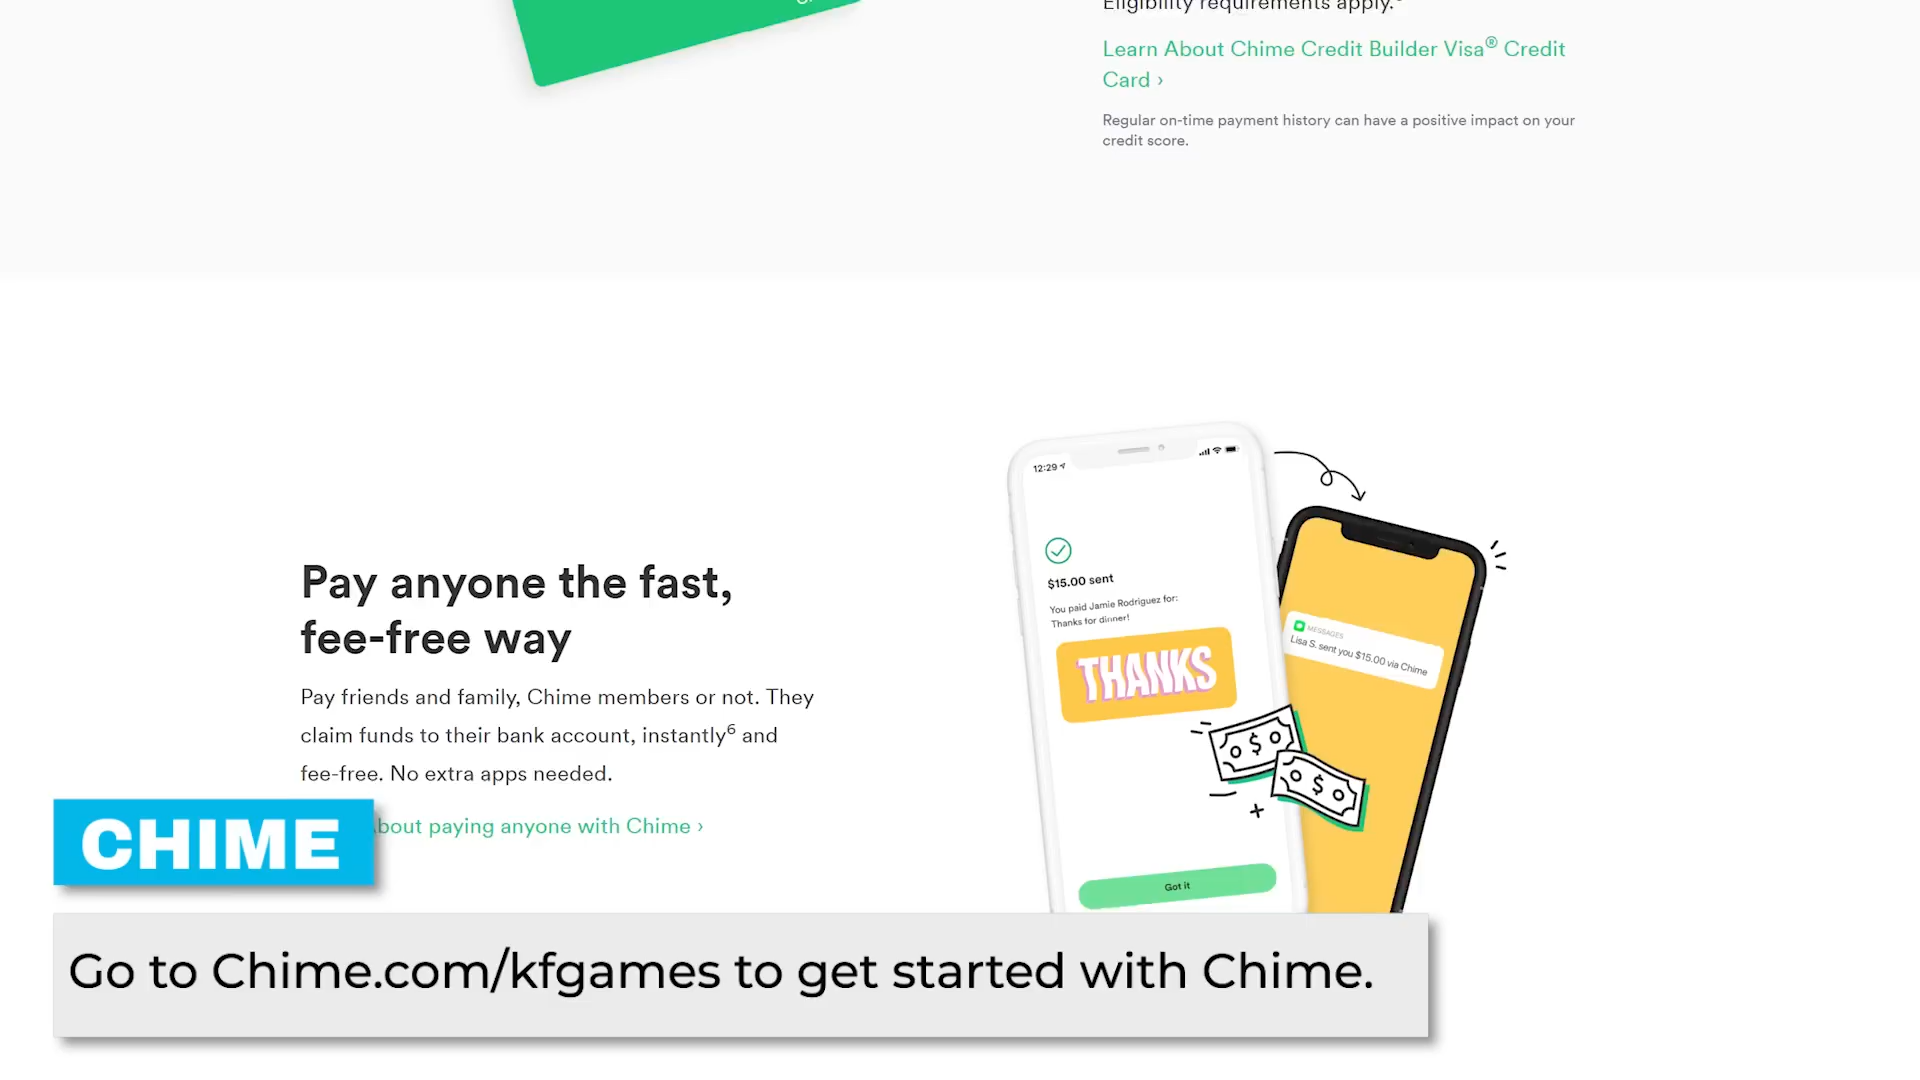 Eligibility requirements apply.
Learn About Chime Credit Builder Visa® Credit
Card ›
Regular on-time payment history can have a positive impact on your
credit score.
12:29
$15.00 sent
You paid Jamie Rodriguez for:
Thanks for dinner!
THANKS
MESSAGES
Lisa S. sent you $15.00 via Chime
Got it
Pay anyone the fast,
fee-free way
Pay friends and family, Chime members or not. They
claim funds to their bank account, instantly⁶ and
fee-free. No extra apps needed.
about paying anyone with Chime ›
CHIME
Go to Chime.com/kfgames to get started with Chime.